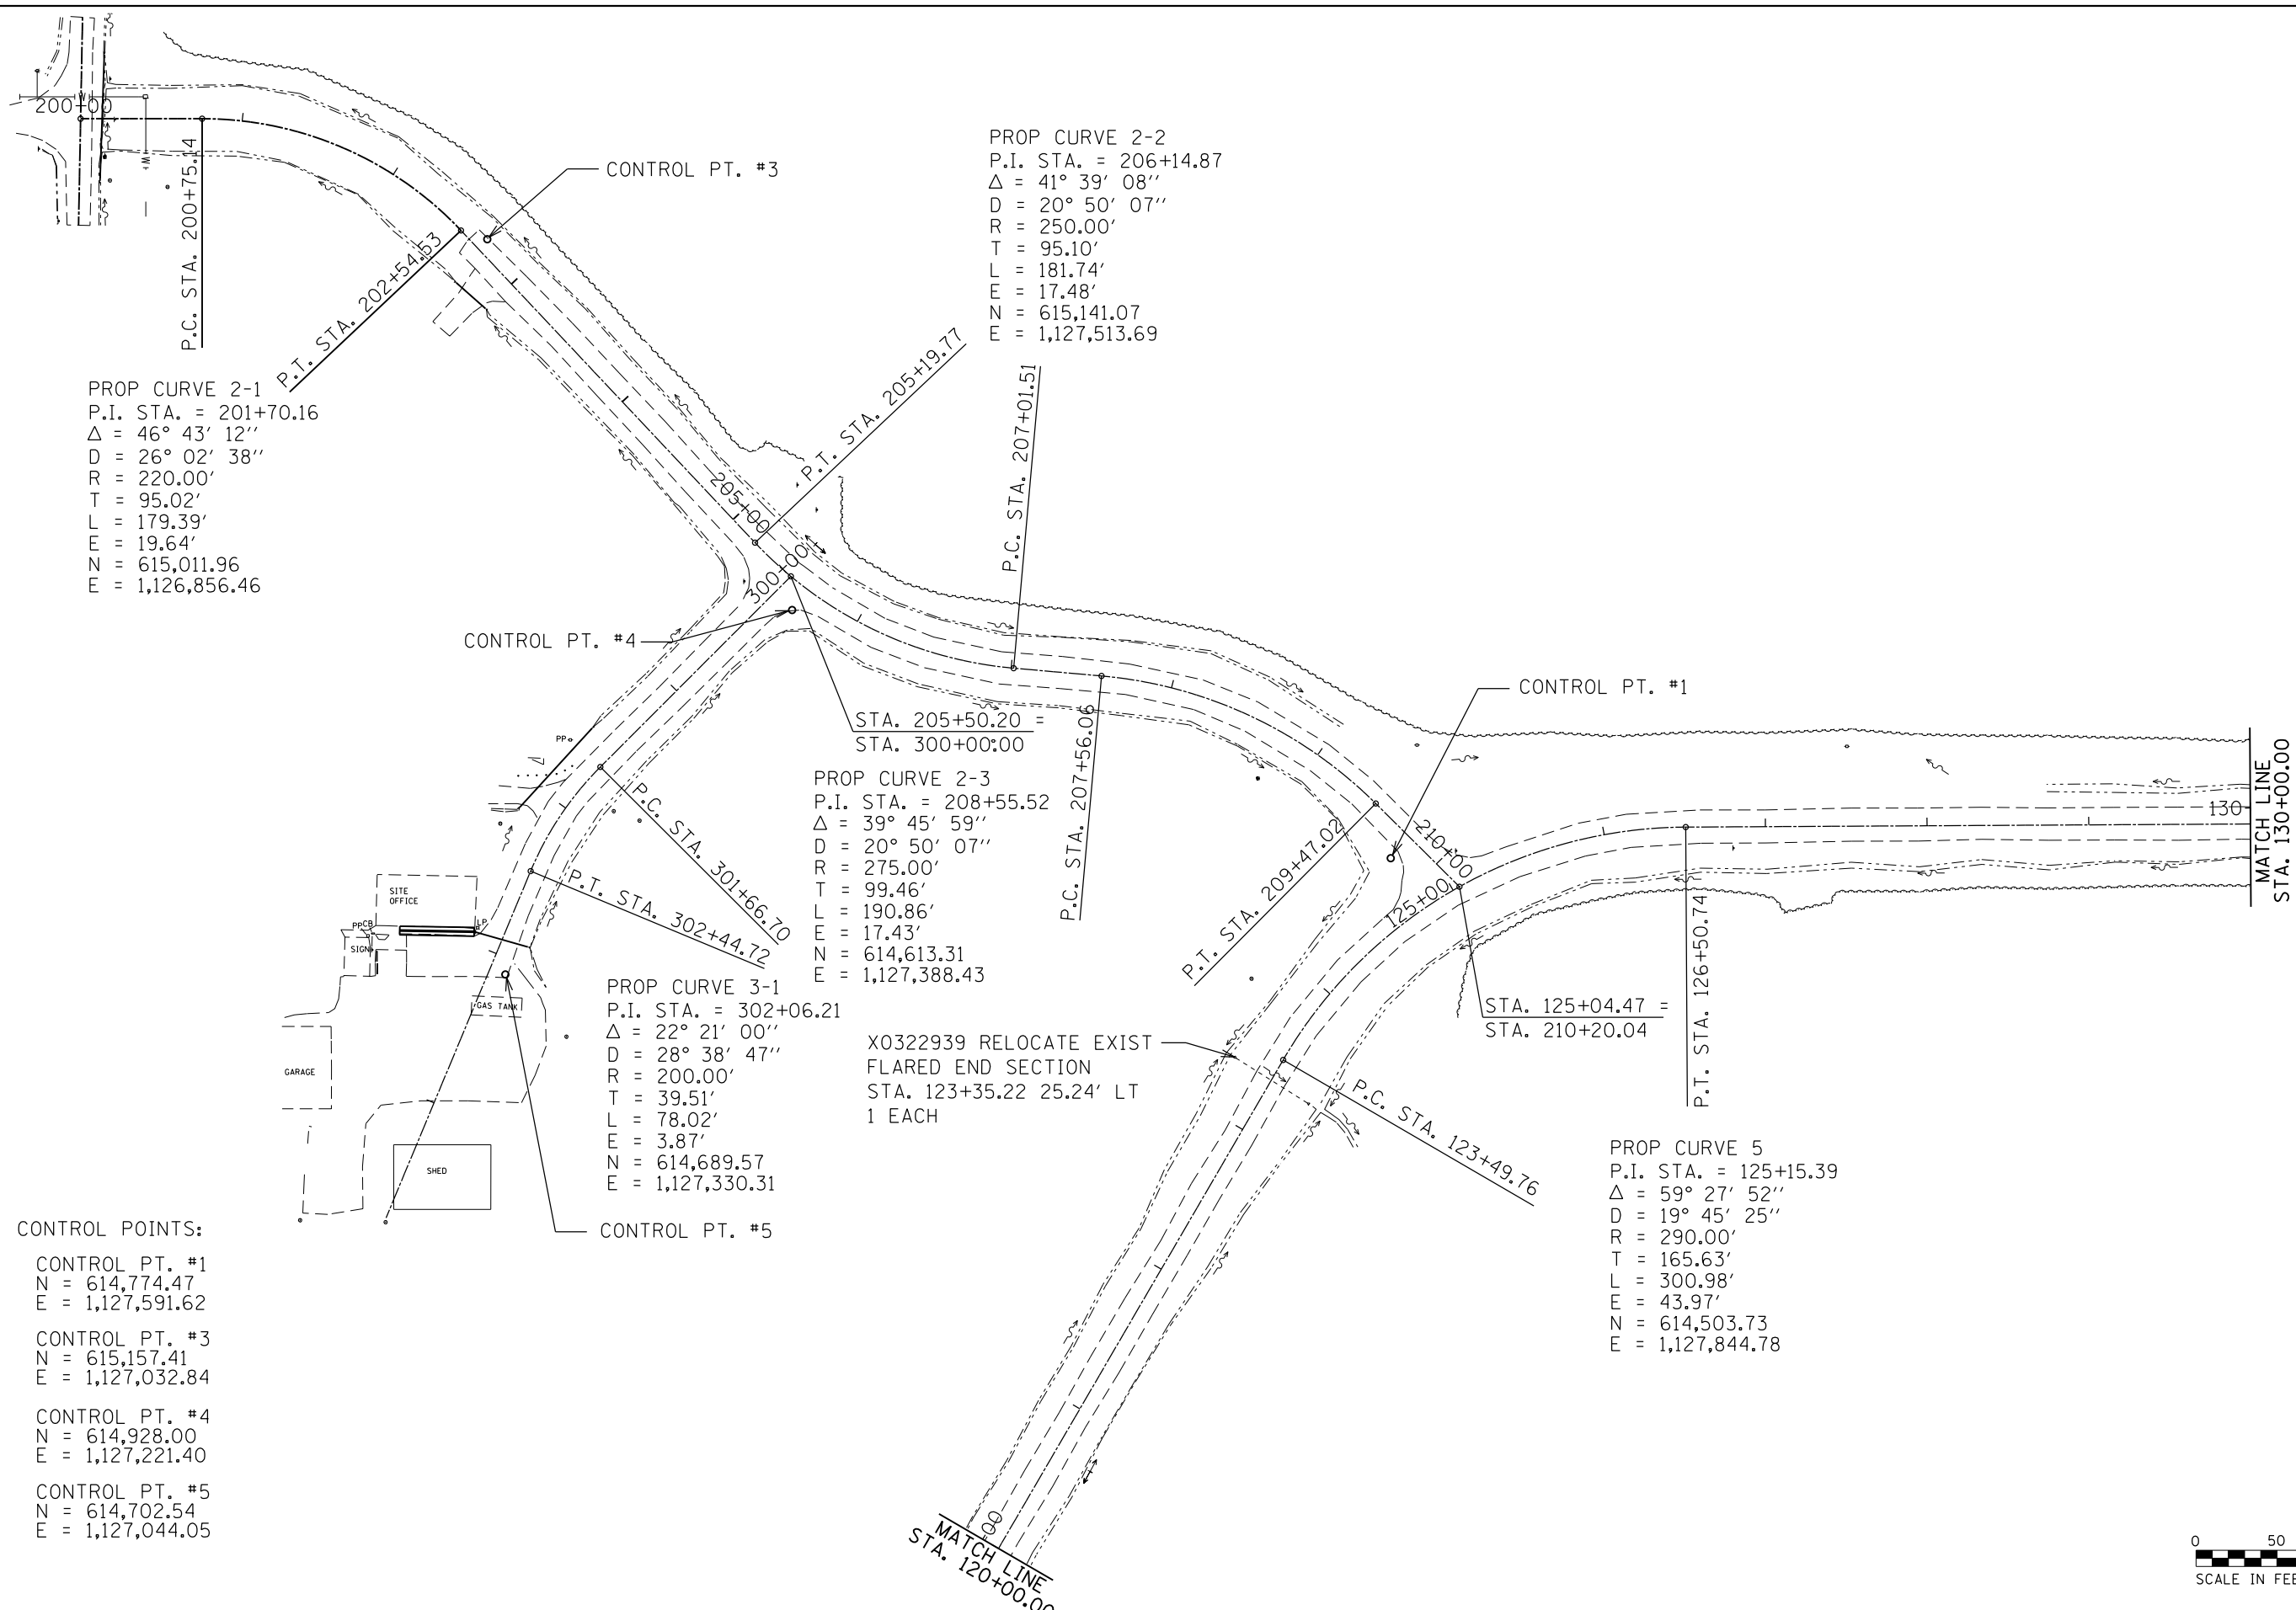 200+00
W
P.C. STA. 200+75.14
P.T. STA. 202+54.53
CONTROL PT. #3
PROP CURVE 2-2
P.I. STA. = 206+14.87
Δ = 41° 39' 08''
D = 20° 50' 07''
R = 250.00'
T = 95.10'
L = 181.74'
E = 17.48'
N = 615,141.07
E = 1,127,513.69
PROP CURVE 2-1
P.I. STA. = 201+70.16
Δ = 46° 43' 12''
D = 26° 02' 38''
R = 220.00'
T = 95.02'
L = 179.39'
E = 19.64'
N = 615,011.96
E = 1,126,856.46
P.T. STA. 205+19.77
P.C. STA. 207+01.51
205+00
300+00
CONTROL PT. #4
STA. 205+50.20 =
STA. 300+00.00
CONTROL PT. #1
PROP CURVE 2-3
P.I. STA. = 208+55.52
Δ = 39° 45' 59''
D = 20° 50' 07''
R = 275.00'
T = 99.46'
L = 190.86'
E = 17.43'
N = 614,613.31
E = 1,127,388.43
P.C. STA. 207+56.06
P.T. STA. 209+47.02
210+00
125+00
130
MATCH LINE
STA. 130+00.00
PP
P.C. STA. 301+66.70
P.T. STA. 302+44.72
SITE
OFFICE
PP
CB
LP
SIGN
GAS TANK
GARAGE
SHED
PROP CURVE 3-1
P.I. STA. = 302+06.21
Δ = 22° 21' 00''
D = 28° 38' 47''
R = 200.00'
T = 39.51'
L = 78.02'
E = 3.87'
N = 614,689.57
E = 1,127,330.31
CONTROL PT. #5
X0322939 RELOCATE EXIST
FLARED END SECTION
STA. 123+35.22 25.24' LT
1 EACH
STA. 125+04.47 =
STA. 210+20.04
P.T. STA. 126+50.74
P.C. STA. 123+49.76
PROP CURVE 5
P.I. STA. = 125+15.39
Δ = 59° 27' 52''
D = 19° 45' 25''
R = 290.00'
T = 165.63'
L = 300.98'
E = 43.97'
N = 614,503.73
E = 1,127,844.78
CONTROL POINTS:
CONTROL PT. #1
N = 614,774.47
E = 1,127,591.62
CONTROL PT. #3
N = 615,157.41
E = 1,127,032.84
CONTROL PT. #4
N = 614,928.00
E = 1,127,221.40
CONTROL PT. #5
N = 614,702.54
E = 1,127,044.05
00
MATCH LINE
STA. 120+00.00
0 50
SCALE IN FEE